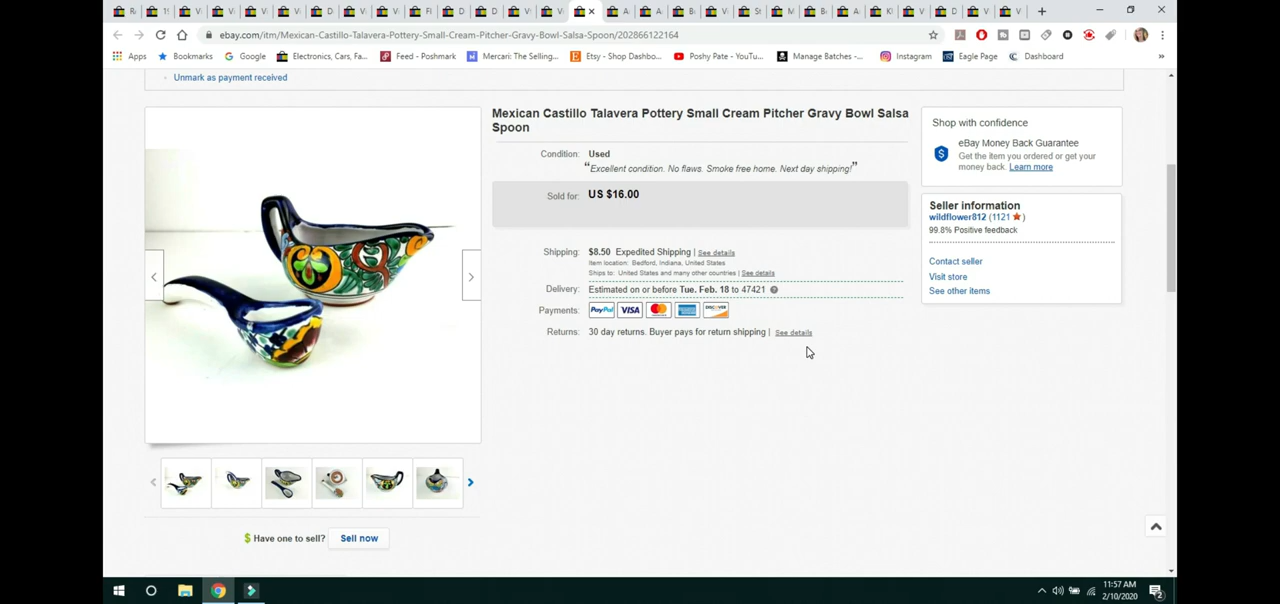 ebay.com/itm/Mexican-Castillo-Talavera-Pottery-Small-Cream-Pitcher-Gravy-Bowl-Salsa-Spoon/202866122164
Apps Bookmarks Google Electronics, Cars, Fa... Feed - Poshmark Mercari: The Selling... Etsy - Shop Dashbo... Poshy Pate - YouTu... Manage Batches -... Instagram Eagle Page Dashboard »
Unmark as payment received
Mexican Castillo Talavera Pottery Small Cream Pitcher Gravy Bowl Salsa
Spoon
Condition: Used
"Excellent condition. No flaws. Smoke free home. Next day shipping!"
Sold for: US $16.00
Shipping: $8.50 Expedited Shipping | See details
Item location: Bedford, Indiana, United States
Ships to: United States and many other countries | See details
Delivery: Estimated on or before Tue. Feb. 18 to 47421
Payments: PayPal VISA
Returns: 30 day returns. Buyer pays for return shipping | See details
Shop with confidence
eBay Money Back Guarantee
Get the item you ordered or get your
money back. Learn more
Seller information
wildflower812 (1121 )
99.8% Positive feedback
Contact seller
Visit store
See other items
$ Have one to sell? Sell now
11:57 AM
2/10/2020
2